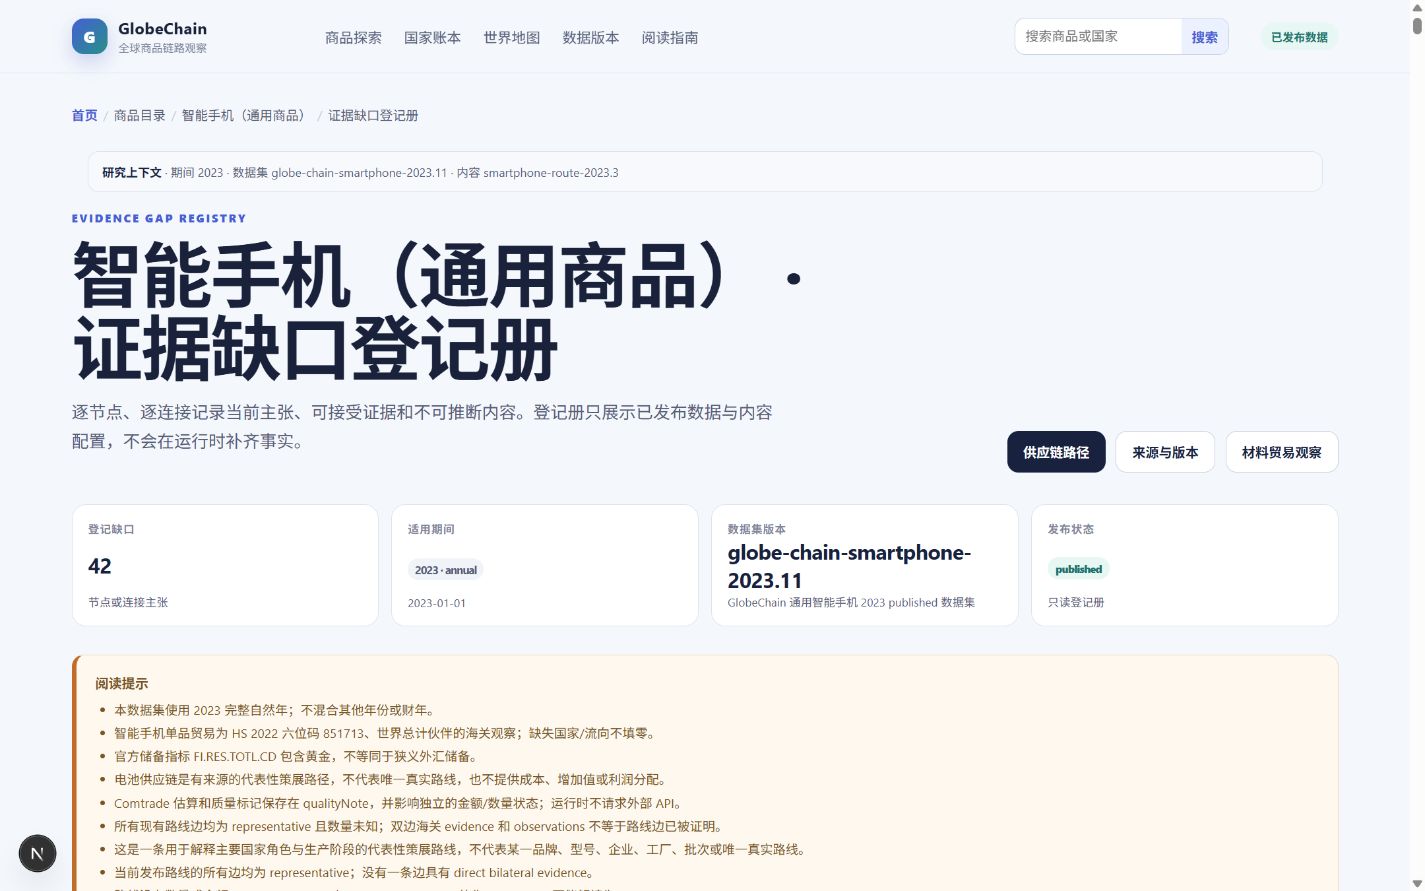 G
GlobeChain
全球商品链路观察
商品探索 国家账本 世界地图 数据版本 阅读指南
搜索商品或国家 搜索
已发布数据
首页 / 商品目录 / 智能手机（通用商品） / 证据缺口登记册
研究上下文 · 期间 2023 · 数据集 globe-chain-smartphone-2023.11 · 内容 smartphone-route-2023.3
EVIDENCE GAP REGISTRY
智能手机（通用商品） ·
证据缺口登记册
逐节点、逐连接记录当前主张、可接受证据和不可推断内容。登记册只展示已发布数据与内容
配置，不会在运行时补齐事实。
供应链路径 来源与版本 材料贸易观察
登记缺口
42
节点或连接主张
适用期间
2023 · annual
2023-01-01
数据集版本
globe-chain-smartphone-
2023.11
GlobeChain 通用智能手机 2023 published 数据集
发布状态
published
只读登记册
阅读提示
• 本数据集使用 2023 完整自然年；不混合其他年份或财年。
• 智能手机单品贸易为 HS 2022 六位码 851713、世界总计伙伴的海关观察；缺失国家/流向不填零。
• 官方储备指标 FI.RES.TOTL.CD 包含黄金，不等同于狭义外汇储备。
• 电池供应链是有来源的代表性策展路径，不代表唯一真实路线，也不提供成本、增加值或利润分配。
• Comtrade 估算和质量标记保存在 qualityNote，并影响独立的金额/数量状态；运行时不请求外部 API。
• 所有现有路线边均为 representative 且数量未知；双边海关 evidence 和 observations 不等于路线边已被证明。
• 这是一条用于解释主要国家角色与生产阶段的代表性策展路线，不代表某一品牌、型号、企业、工厂、批次或唯一真实路线。
• 当前发布路线的所有边均为 representative；没有一条边具有 direct bilateral evidence。
N